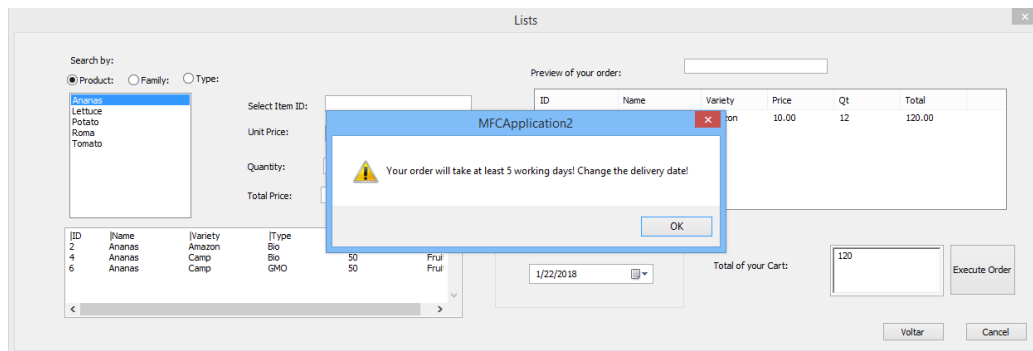 Lists
Search by:
Product: Family: Type:
Preview of your order:
Ananas
Lettuce
Potato
Roma
Tomato
Select Item ID:
Unit Price:
Quantity:
Total Price:
ID Name Variety Price Qt Total
10.00 12 120.00
MFCApplication2
Your order will take at least 5 working days! Change the delivery date!
OK
|ID |Name |Variety |Type
2 Ananas Amazon Bio
4 Ananas Camp Bio 50
6 Ananas Camp GMO 50
1/22/2018
Total of your Cart:
120
Execute Order
Voltar Cancel